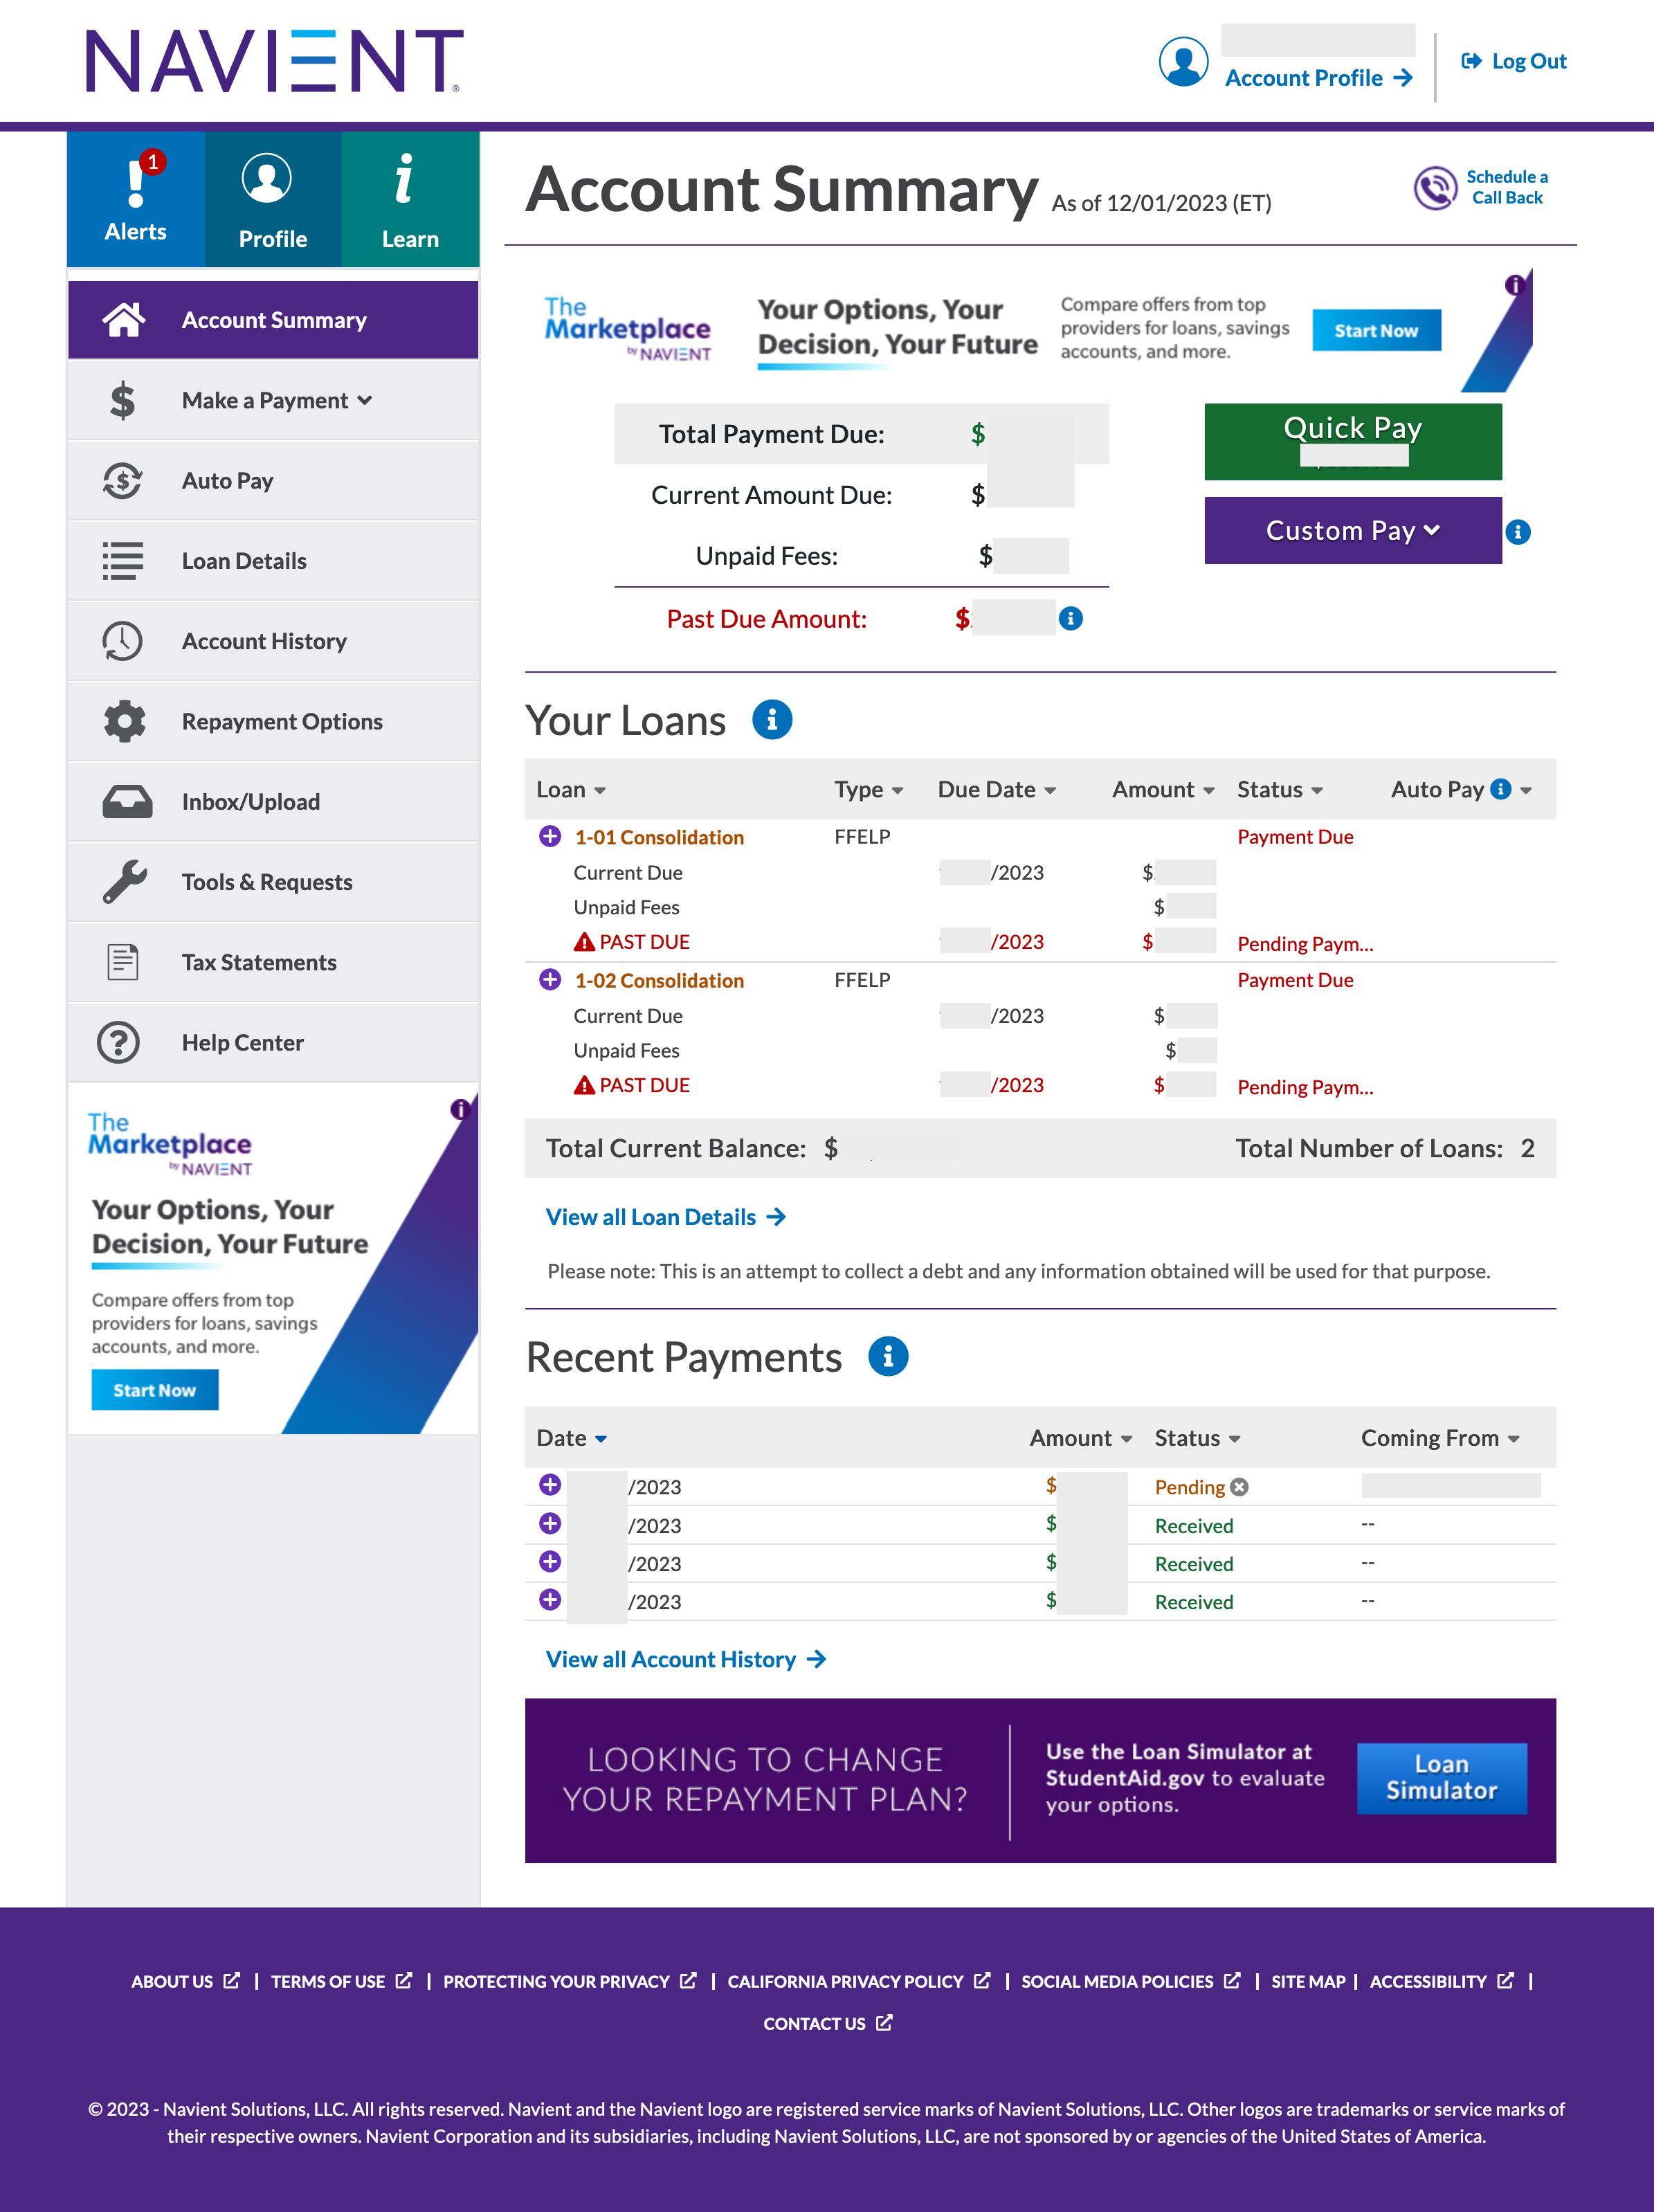 NAVIENT®
Account Profile
Log Out
1
Alerts
Profile
Learn
Account Summary
Make a Payment
Auto Pay
Loan Details
Account History
Repayment Options
Inbox/Upload
Tools & Requests
Tax Statements
Help Center
The
Marketplace
by NAVIENT
Your Options, Your
Decision, Your Future
Compare offers from top
providers for loans, savings
accounts, and more.
Start Now
Account Summary As of 12/01/2023 (ET)
Schedule a
Call Back
The
Marketplace
by NAVIENT
Your Options, Your
Decision, Your Future
Compare offers from top
providers for loans, savings
accounts, and more.
Start Now
Total Payment Due: $
Current Amount Due: $
Unpaid Fees: $
Past Due Amount: $
Quick Pay
Custom Pay
Your Loans
Loan Type Due Date Amount Status Auto Pay
1-01 Consolidation FFELP Payment Due
Current Due /2023 $
Unpaid Fees $
PAST DUE /2023 $ Pending Paym...
1-02 Consolidation FFELP Payment Due
Current Due /2023 $
Unpaid Fees $
PAST DUE /2023 $ Pending Paym...
Total Current Balance: $ Total Number of Loans: 2
View all Loan Details
Please note: This is an attempt to collect a debt and any information obtained will be used for that purpose.
Recent Payments
Date Amount Status Coming From
/2023 $ Pending
/2023 $ Received --
/2023 $ Received --
/2023 $ Received --
View all Account History
LOOKING TO CHANGE
YOUR REPAYMENT PLAN?
Use the Loan Simulator at
StudentAid.gov to evaluate
your options.
Loan
Simulator
ABOUT US | TERMS OF USE | PROTECTING YOUR PRIVACY | CALIFORNIA PRIVACY POLICY | SOCIAL MEDIA POLICIES | SITE MAP | ACCESSIBILITY |
CONTACT US
© 2023 - Navient Solutions, LLC. All rights reserved. Navient and the Navient logo are registered service marks of Navient Solutions, LLC. Other logos are trademarks or service marks of
their respective owners. Navient Corporation and its subsidiaries, including Navient Solutions, LLC, are not sponsored by or agencies of the United States of America.